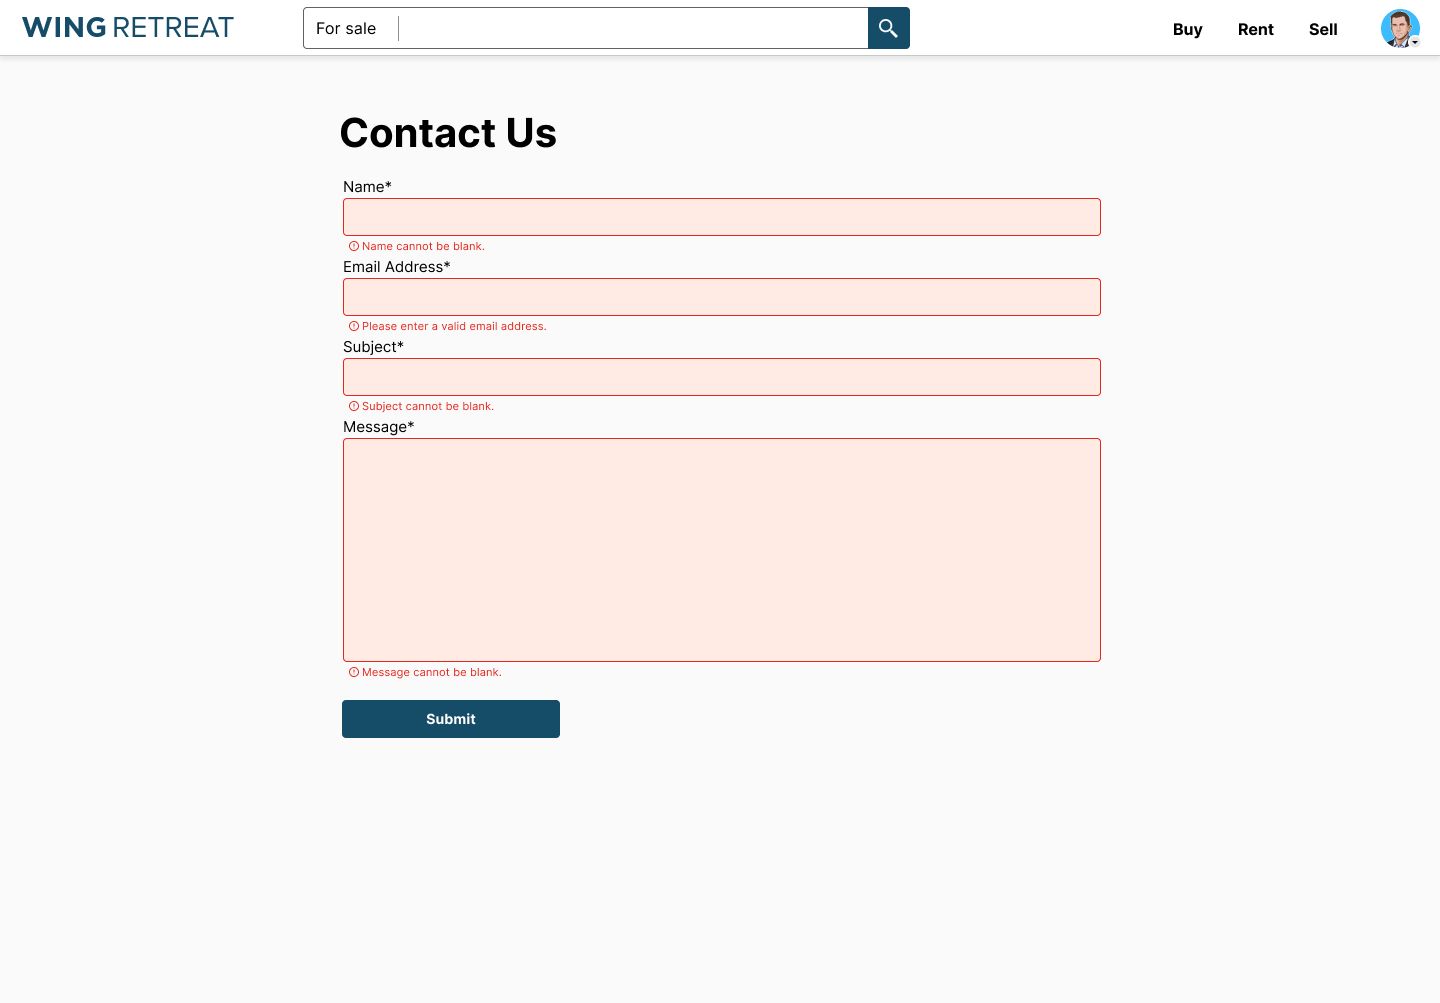 WING RETREAT
For sale
Buy Rent Sell
Contact Us
Name*
Name cannot be blank.
Email Address*
Please enter a valid email address.
Subject*
Subject cannot be blank.
Message*
Message cannot be blank.
Submit